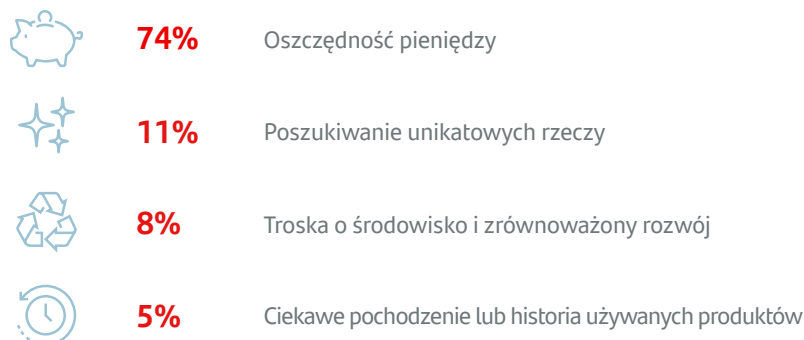 74% Oszczędność pieniędzy
11% Poszukiwanie unikatowych rzeczy
8% Troska o środowisko i zrównoważony rozwój
5% Ciekawe pochodzenie lub historia używanych produktów